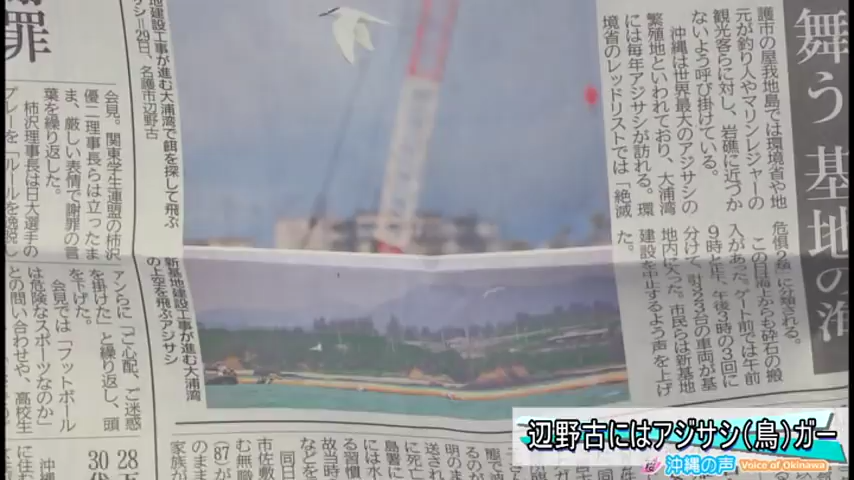 舞う 基地の海
護市の屋我地島では環境省や地
元が釣り人やマリンレジャーの
観光客らに対し、岩礁に近づか
ないよう呼び掛けている。
沖縄は世界最大のアジサシの
繁殖地といわれており、大浦湾
には毎年アジサシが訪れる。環
境省のレッドリストでは「絶滅
危惧2類」に分類される。
この日海上からも砕石の搬
入があった。ゲート前では午前
9時と正午、午後3時の3回に
分けて、計223台の車両が基
地内に入った。市民らは新基地
建設を中止するよう声を上げ
た。
地建設工事が進む大浦湾で餌を探して飛ぶ
サシ=29日、名護市辺野古
新基地建設工事が進む大浦湾
の上空を飛ぶアジサシ
謝罪
会見。関東学生連盟の柿沢
優二理事長らは立ったま
ま、厳しい表情で謝罪の言
葉を繰り返した。
柿沢理事長は日大選手の
プレーを「ルールを逸脱し
アンらに「ご心配、ご迷惑
を掛けた」と繰り返し、頭
を下げた。
会見では「フットボール
は危険なスポーツなのか」
との問い合わせや、高校生
辺野古にはアジサシ(鳥)ガー
沖縄の声 Voice of Okinawa